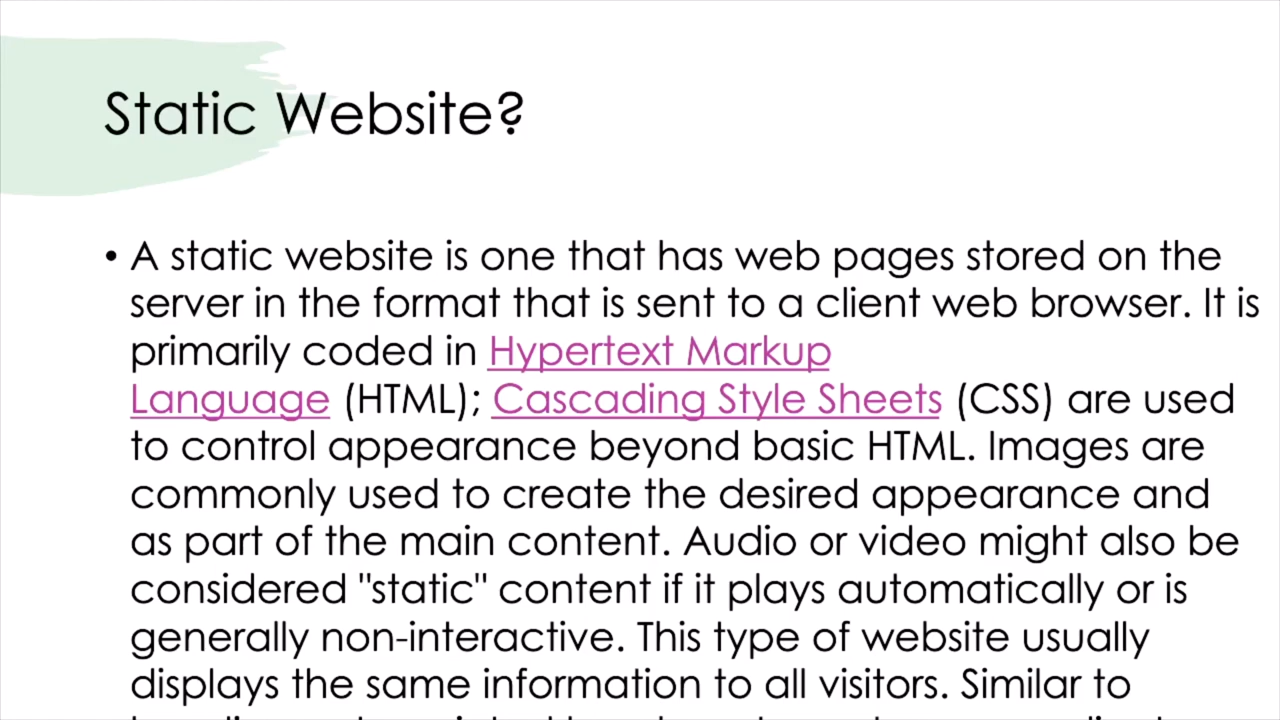 Static Website?
• A static website is one that has web pages stored on the
server in the format that is sent to a client web browser. It is
primarily coded in Hypertext Markup
Language (HTML); Cascading Style Sheets (CSS) are used
to control appearance beyond basic HTML. Images are
commonly used to create the desired appearance and
as part of the main content. Audio or video might also be
considered "static" content if it plays automatically or is
generally non-interactive. This type of website usually
displays the same information to all visitors. Similar to